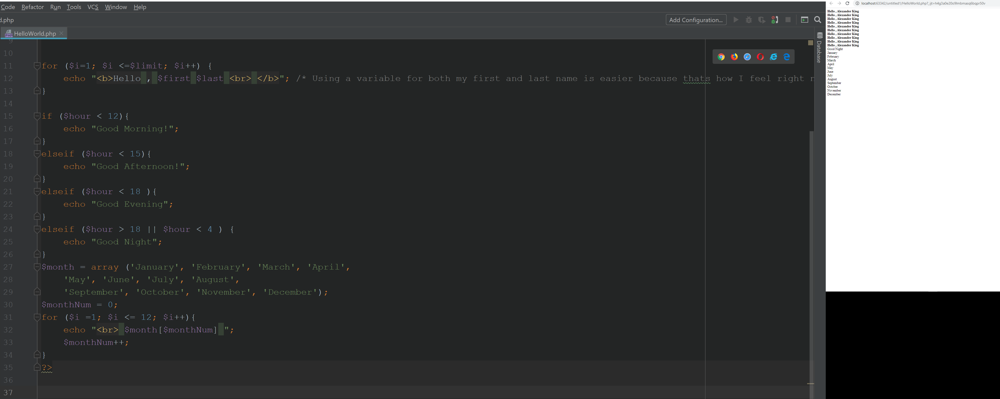 Code Refactor Run Tools VCS Window Help
d.php
Add Configuration...
HelloWorld.php
Database
9
10
11 for ($i=1; $i <=$limit; $i++) {
12 echo "<b>Hello , $first $last <br> </b>"; /* Using a variable for both my first and last name is easier because thats how I feel right n
13 }
14
15 if ($hour < 12){
16 echo "Good Morning!";
17 }
18 elseif ($hour < 15){
19 echo "Good Afternoon!";
20 }
21 elseif ($hour < 18 ){
22 echo "Good Evening";
23 }
24 elseif ($hour > 18 || $hour < 4 ) {
25 echo "Good Night";
26 }
27 $month = array ('January', 'February', 'March', 'April',
28 'May', 'June', 'July', 'August',
29 'September', 'October', 'November', 'December');
30 $monthNum = 0;
31 for ($i =1; $i <= 12; $i++){
32 echo "<br> $month[$monthNum] ";
33 $monthNum++;
34 }
35 ?>
36
37
localhost:63342/untitled1/HelloWorld.php?_ijt=h4g3a0e20o9lmbmasq6bqpr50v
Hello , Alexander King
Hello , Alexander King
Hello , Alexander King
Hello , Alexander King
Hello , Alexander King
Hello , Alexander King
Hello , Alexander King
Hello , Alexander King
Hello , Alexander King
Hello , Alexander King
Good Night
January
February
March
April
May
June
July
August
September
October
November
December